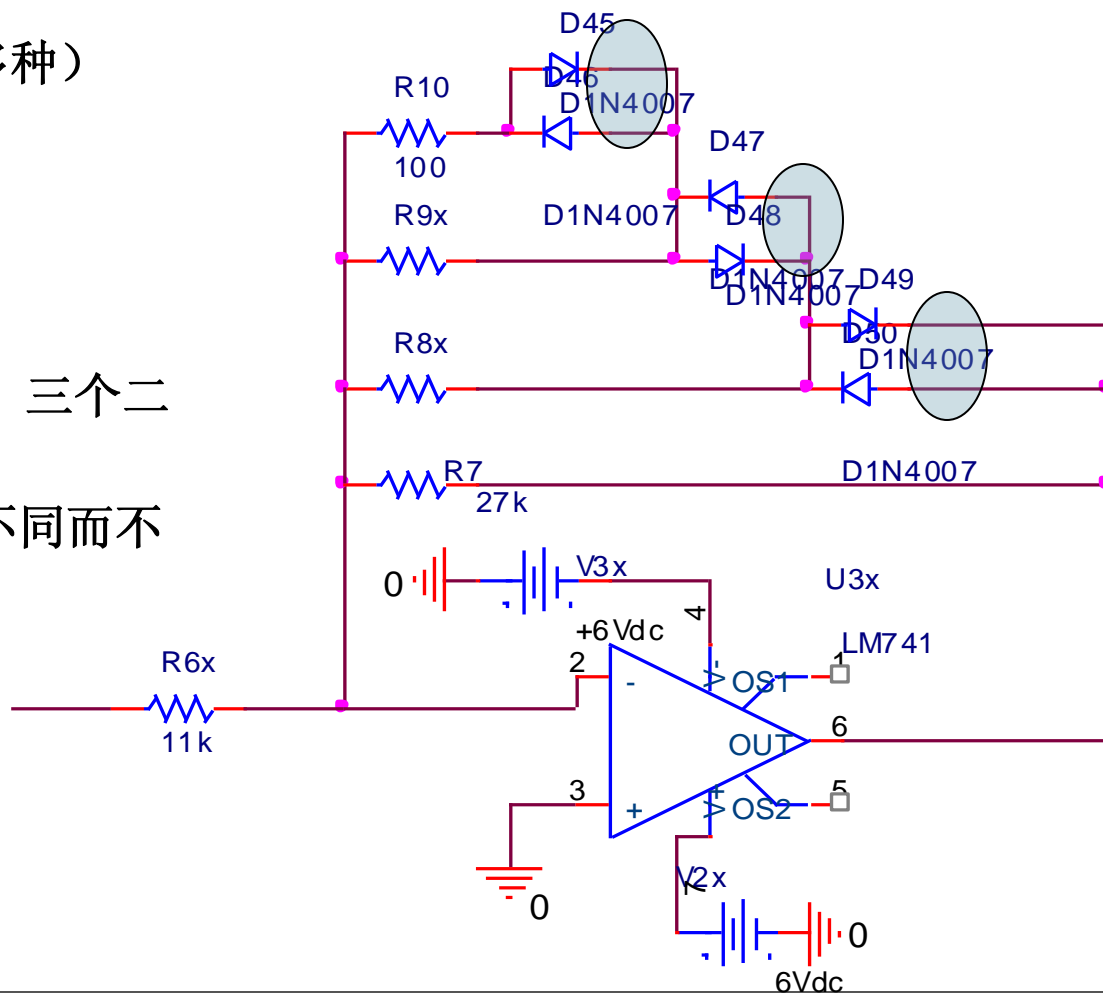 种）
D45
D46
R10
D1N4007
100
D47
R9x
D1N4007
D48
D1N4007
D49
D1N4007
R8x
D50
D1N4007
三个二
R7
D1N4007
27k
不同而不
V3x
0
U3x
4
+6Vdc
LM741
1
2
R6x
-
V-
OS1
6
11k
OUT
3
5
+
V+
OS2
V2x
7
0
0
6Vdc